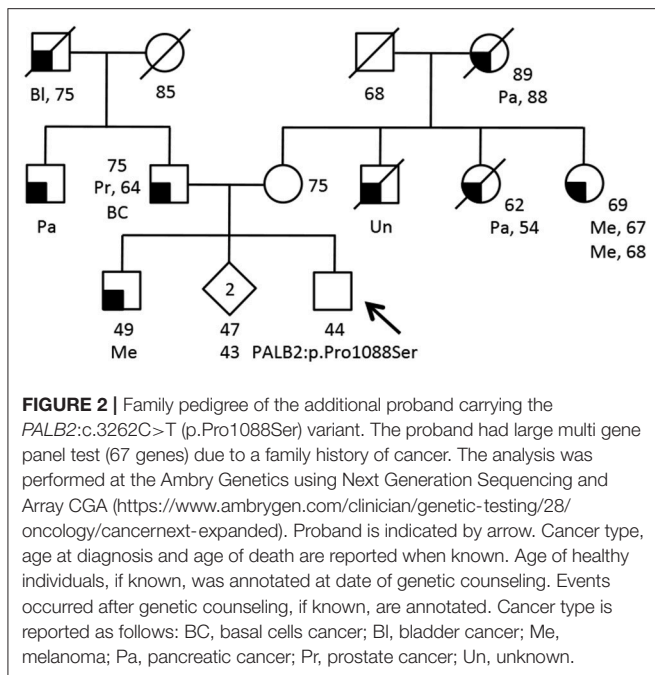 Bl, 75
85
68
89
Pa, 88
Pa
75
Pr, 64
BC
75
Un
62
Pa, 54
69
Me, 67
Me, 68
49
Me
2
47
43
44
PALB2:p.Pro1088Ser
FIGURE 2 | Family pedigree of the additional proband carrying the
PALB2:c.3262C>T (p.Pro1088Ser) variant. The proband had large multi gene
panel test (67 genes) due to a family history of cancer. The analysis was
performed at the Ambry Genetics using Next Generation Sequencing and
Array CGA (https://www.ambrygen.com/clinician/genetic-testing/28/
oncology/cancernext-expanded). Proband is indicated by arrow. Cancer type,
age at diagnosis and age of death are reported when known. Age of healthy
individuals, if known, was annotated at date of genetic counseling. Events
occurred after genetic counseling, if known, are annotated. Cancer type is
reported as follows: BC, basal cells cancer; Bl, bladder cancer; Me,
melanoma; Pa, pancreatic cancer; Pr, prostate cancer; Un, unknown.